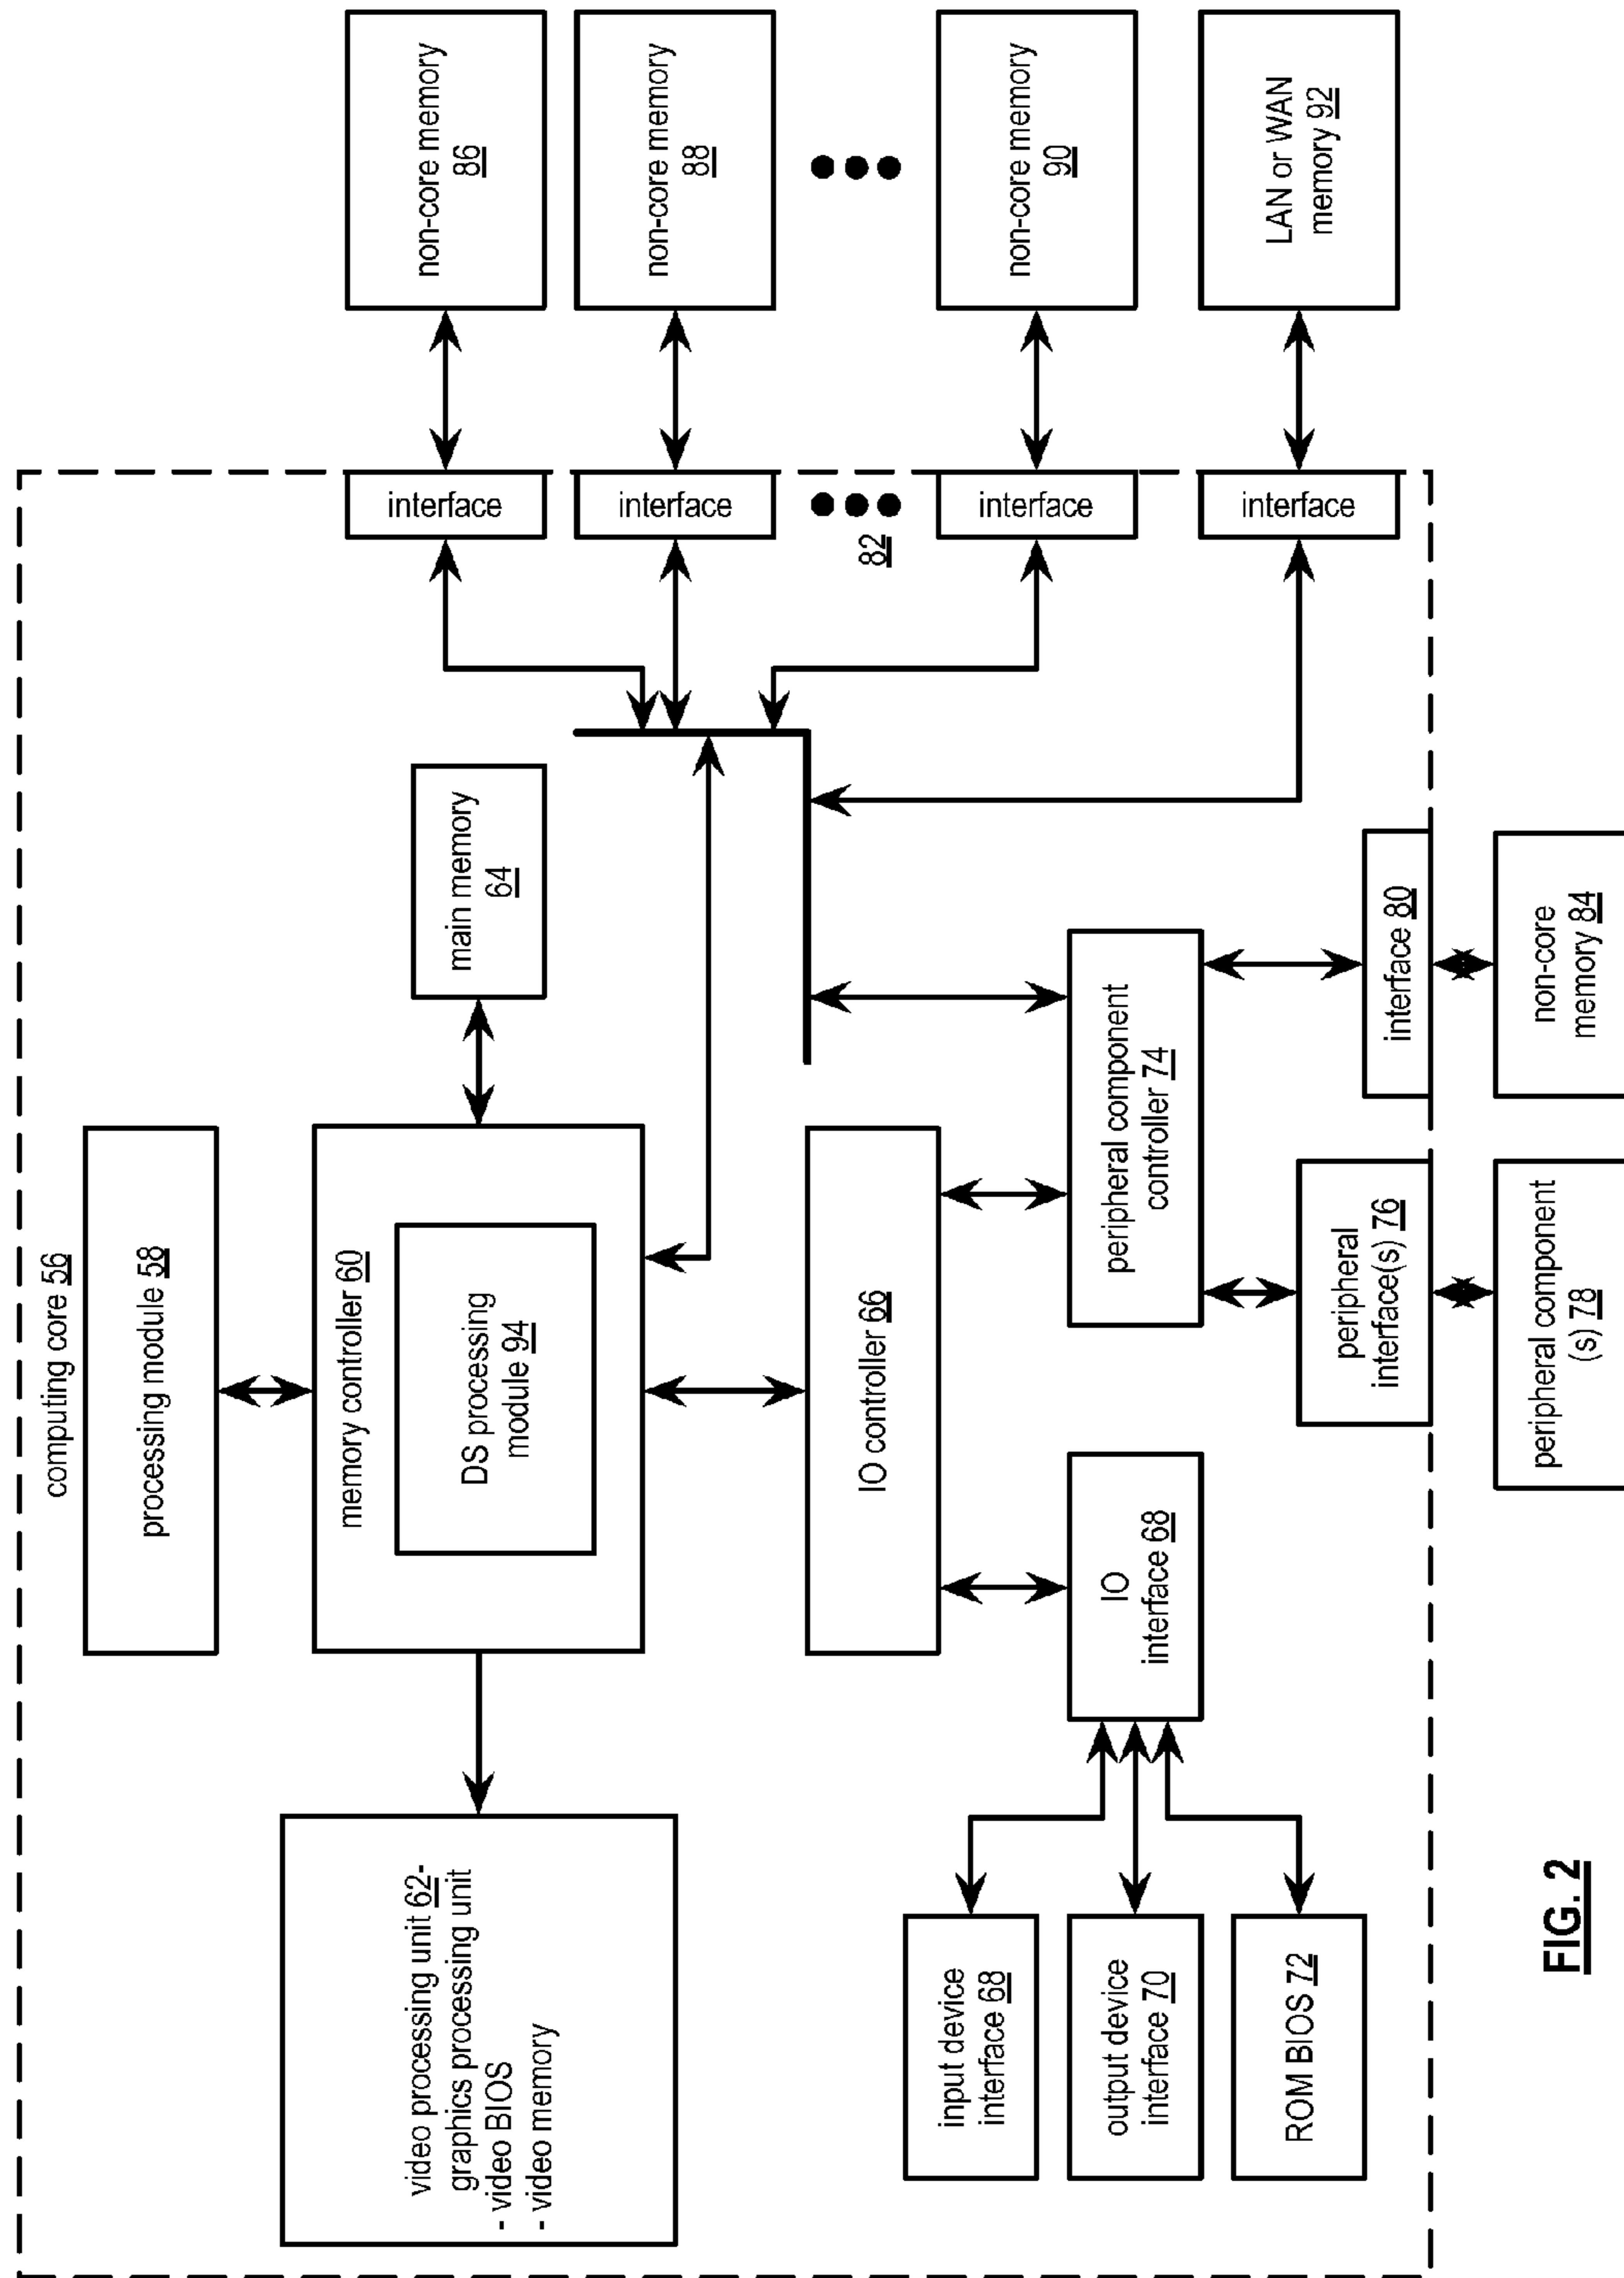 computing core 56
processing module 58
memory controller 60
DS processing
module 94
main memory
64
video processing unit 62-
graphics processing unit
- video BIOS
- video memory
IO controller 66
IO
interface 68
input device
interface 68
output device
interface 70
ROM BIOS 72
peripheral component
controller 74
peripheral
interface(s) 76
interface 80
peripheral component
(s) 78
non-core
memory 84
interface
interface
82
interface
interface
non-core memory
86
non-core memory
88
non-core memory
90
LAN or WAN
memory 92
FIG. 2